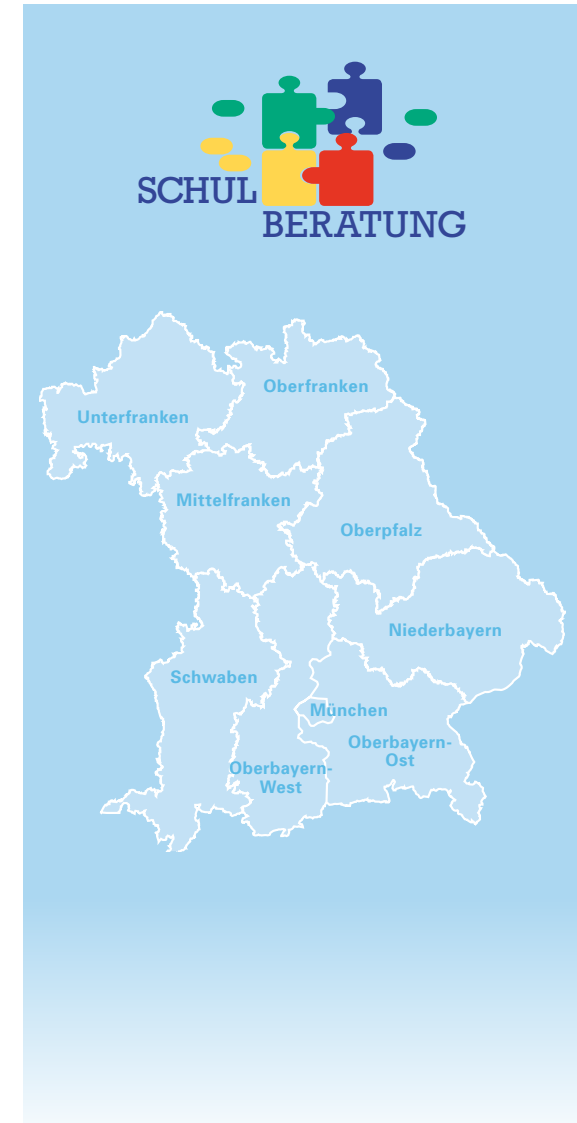 SCHUL
BERATUNG
Oberfranken
Unterfranken
Mittelfranken
Oberpfalz
Niederbayern
Schwaben
München
Oberbayern-
Ost
Oberbayern-
West